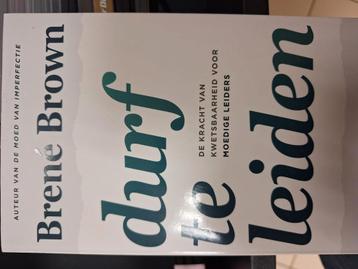 AUTEUR VAN DE MOED VAN IMPERFECTIE
Brené Brown
durf
te
leiden
DE KRACHT VAN
KWETSBAARHEID VOOR
MOEDIGE LEIDERS